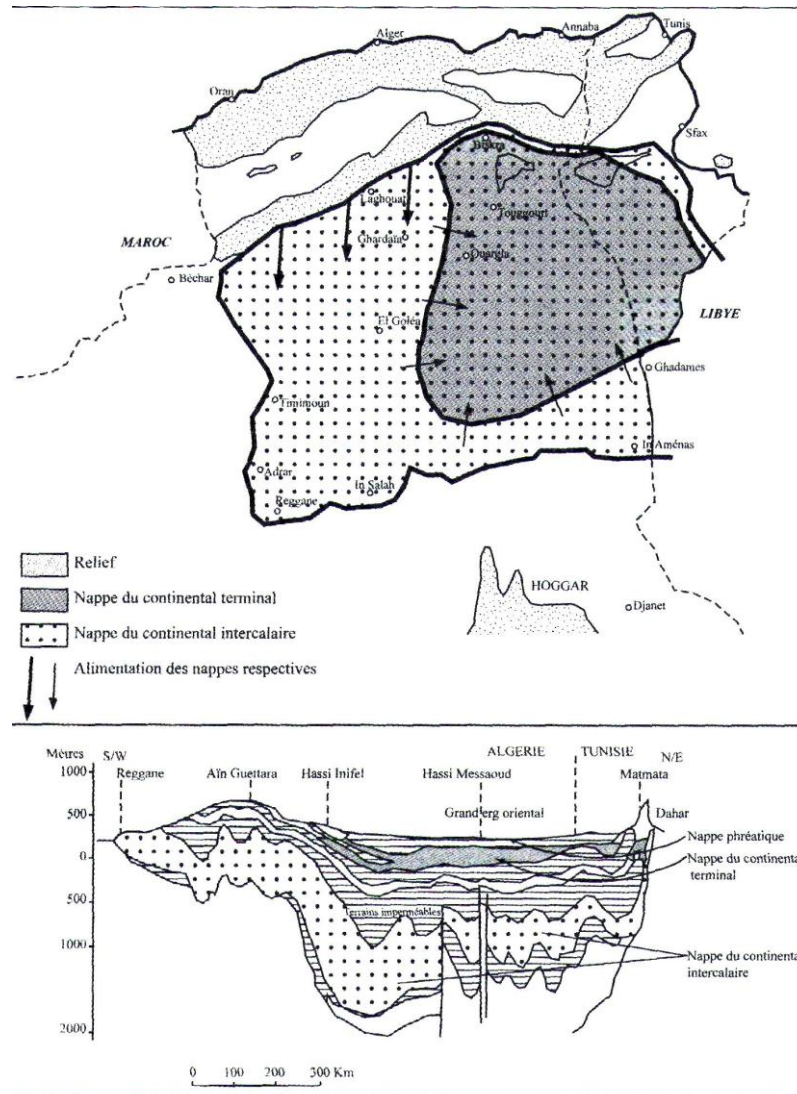 Alger
Annaba
Tunis
Oran
Sfax
Biskra
Laghouat
Touggourt
MAROC
Ghardaïa
Ouargla
Béchar
LIBYE
El Goléa
Ghadames
Timimoun
In Aménas
Adrar
In Salah
Reggane
Relief
HOGGAR
Nappe du continental terminal
Djanet
Nappe du continental intercalaire
Alimentation des nappes respectives
Mètres
S/W
ALGERIE
TUNISIE
N/E
Reggane
Aïn Guettara
Hassi Inifel
Hassi Messaoud
Matmata
1000
500
Grand erg oriental
Dahar
Nappe phréatique
0
Nappe du continenta
terminal
500
Terrains imperméables
1000
Nappe du continenta
intercalaire
2000
0 100 200 300 Km